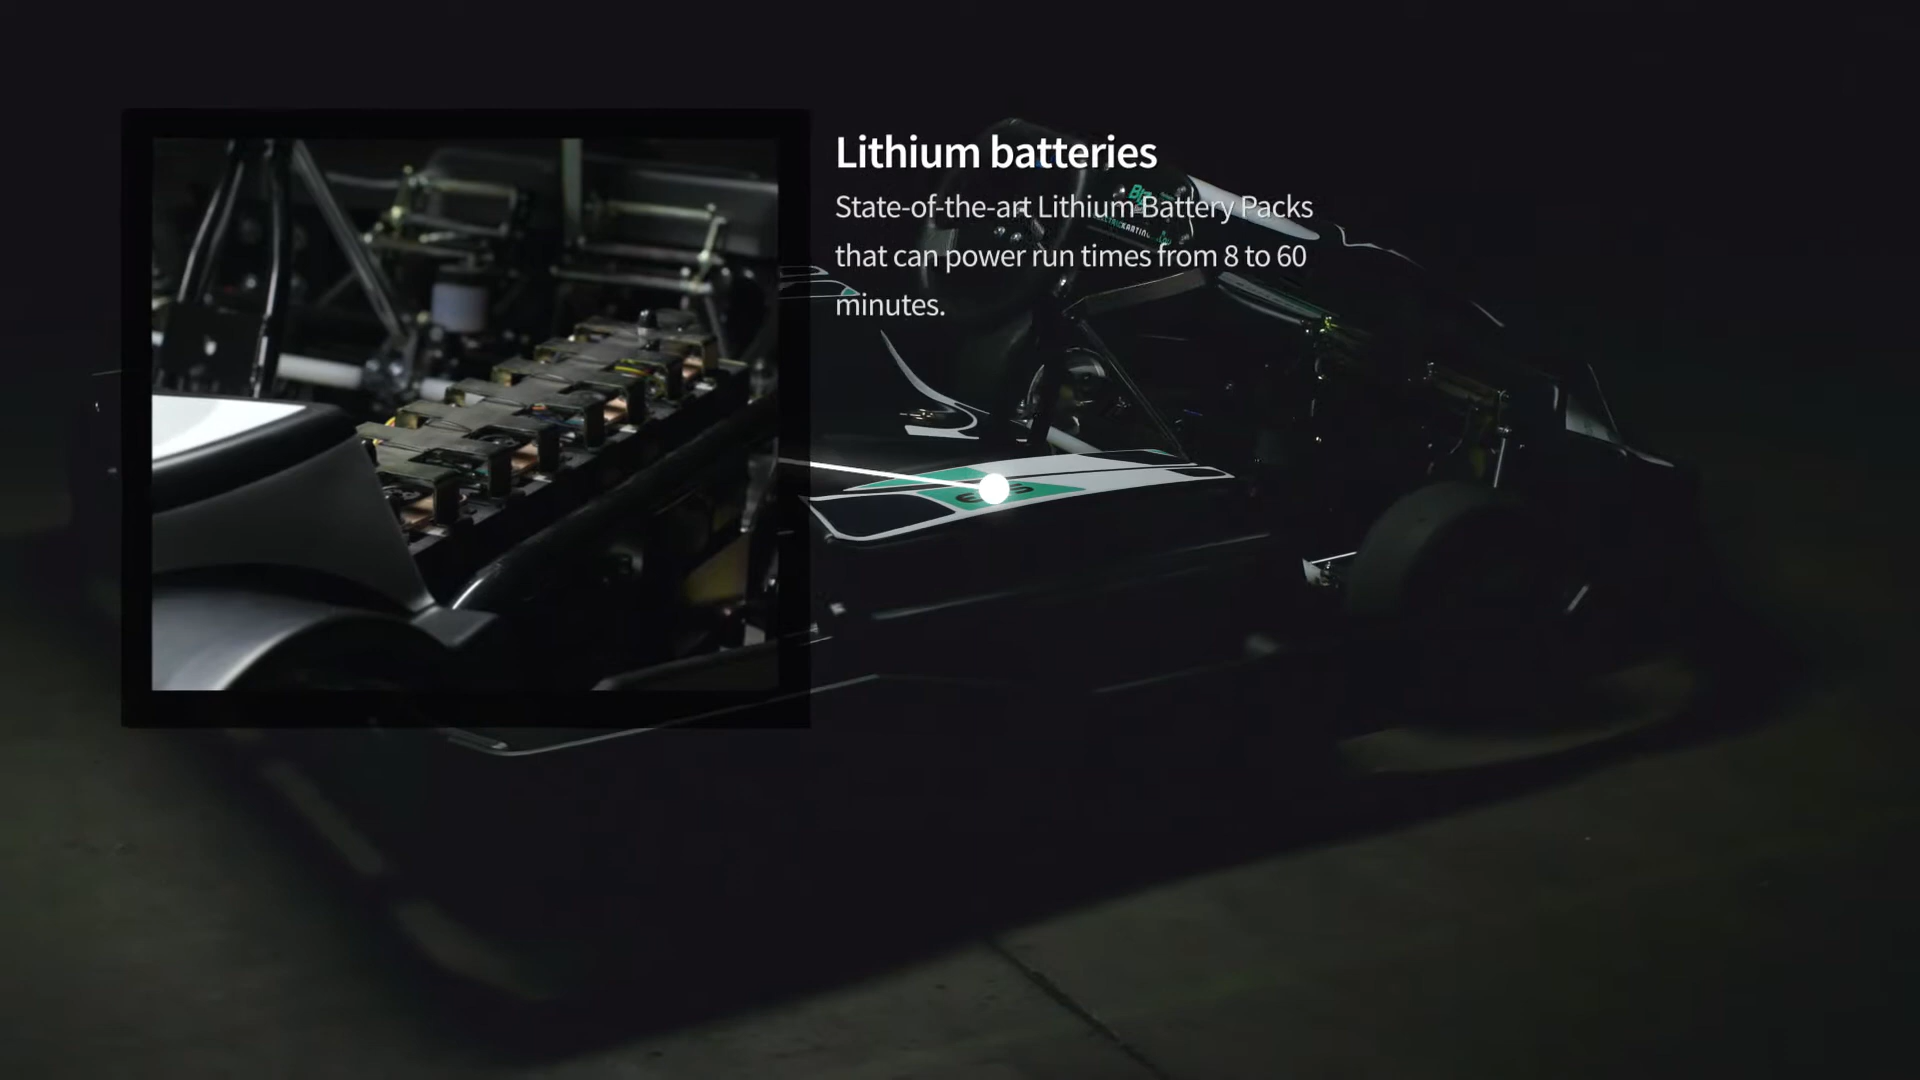 Lithium batteries
State-of-the-art Lithium Battery Packs
that can power run times from 8 to 60
minutes.